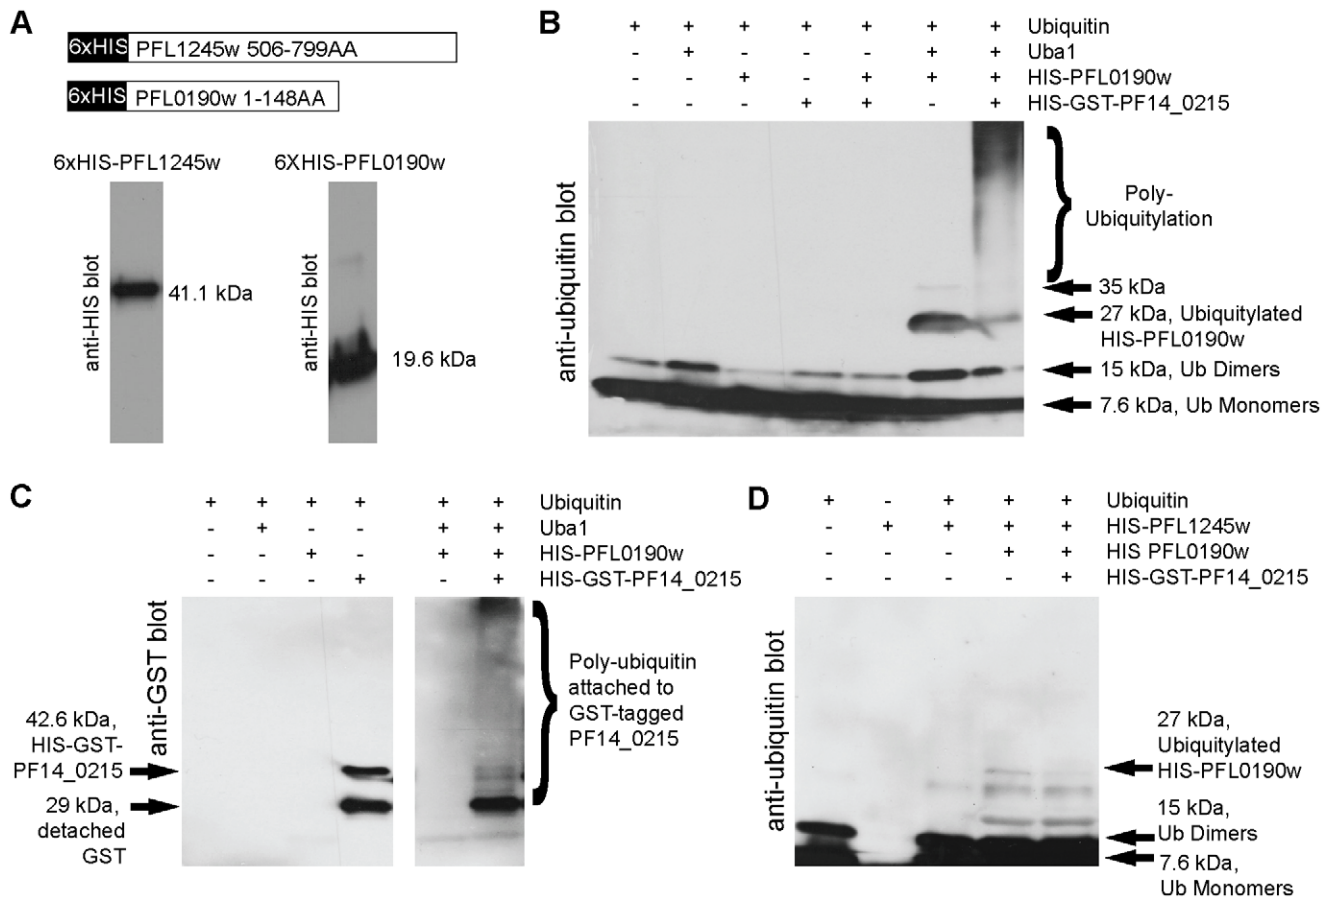 A
6xHIS PFL1245w 506-799AA
6xHIS PFL0190w 1-148AA
6xHIS-PFL1245w
6XHIS-PFL0190w
anti-HIS blot
41.1 kDa
anti-HIS blot
19.6 kDa
B
+ + + + + + + Ubiquitin
- + - - - + + Uba1
- - + - + + + HIS-PFL0190w
- - - + + - + HIS-GST-PF14_0215
anti-ubiquitin blot
Poly-
Ubiquitylation
35 kDa
27 kDa, Ubiquitylated
HIS-PFL0190w
15 kDa, Ub Dimers
7.6 kDa, Ub Monomers
C
+ + + + + + Ubiquitin
- + - - + + Uba1
- - + - + + HIS-PFL0190w
- - - + - + HIS-GST-PF14_0215
anti-GST blot
42.6 kDa,
HIS-GST-
PF14_0215
29 kDa,
detached
GST
Poly-ubiquitin
attached to
GST-tagged
PF14_0215
D
+ - + + + Ubiquitin
- + + + + HIS-PFL1245w
- - - + + HIS PFL0190w
- - - - + HIS-GST-PF14_0215
anti-ubiquitin blot
27 kDa,
Ubiquitylated
HIS-PFL0190w
15 kDa,
Ub Dimers
7.6 kDa,
Ub Monomers